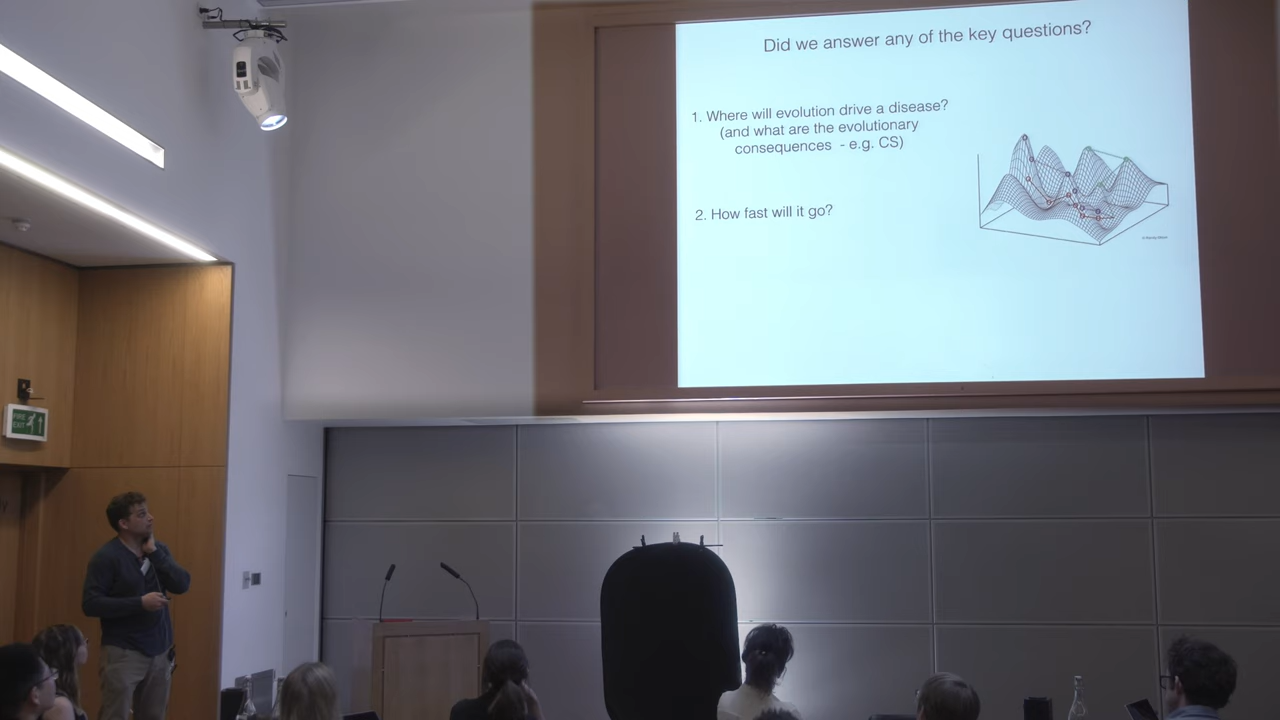 Did we answer any of the key questions?
1. Where will evolution drive a disease?
(and what are the evolutionary
consequences - e.g. CS)
2. How fast will it go?
FIRE
EXIT